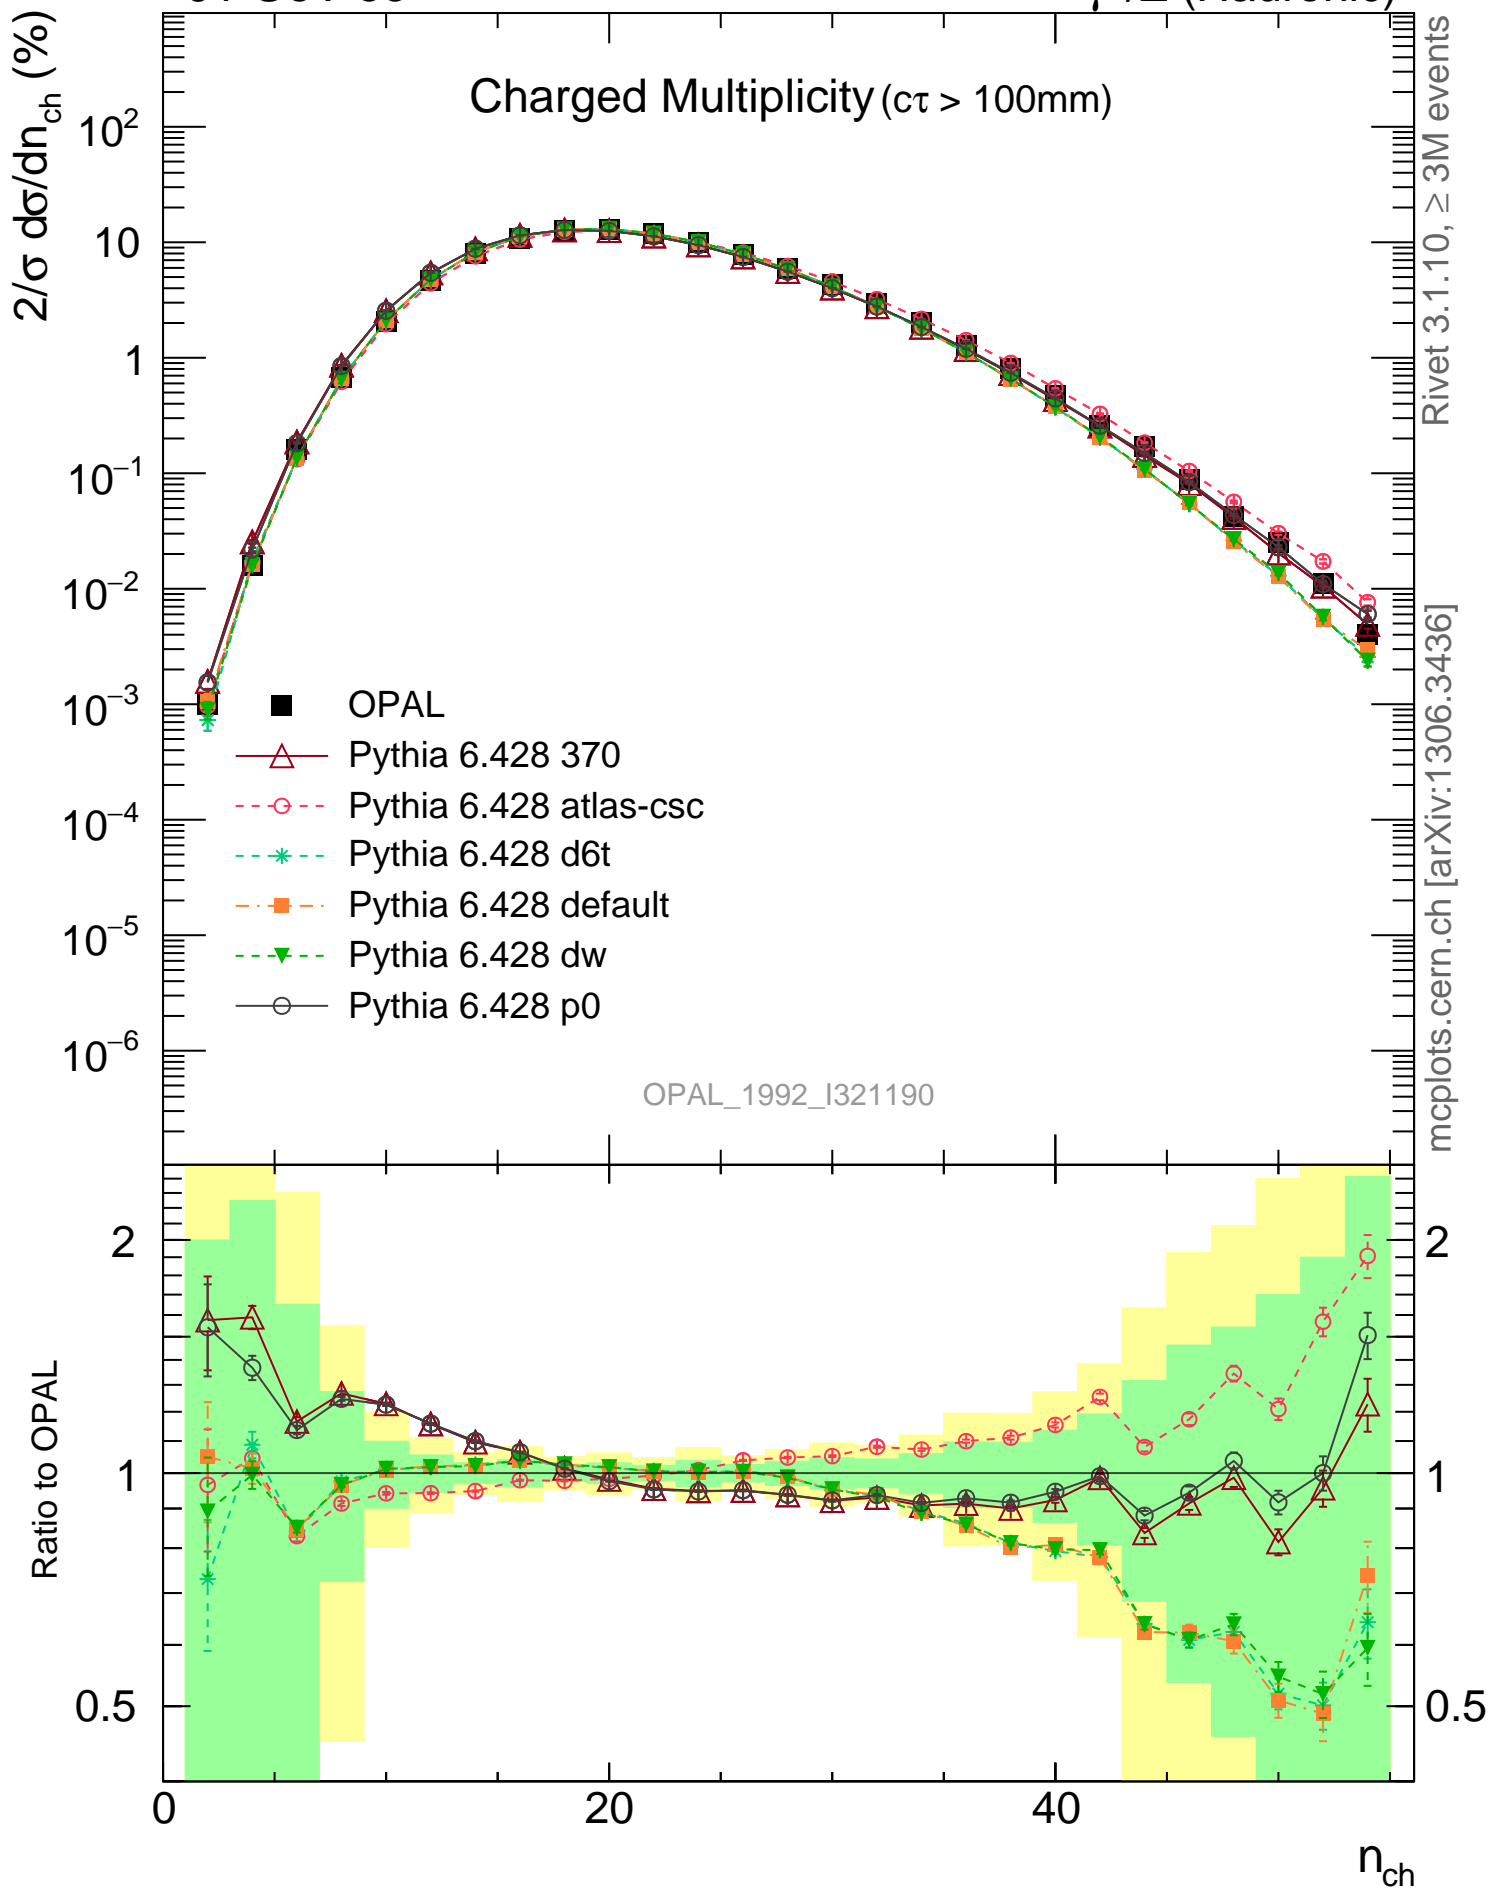 2/σ dσ/dn_ch (%)
Charged Multiplicity (cτ > 100mm)
10²
10
1
10⁻¹
10⁻²
10⁻³
10⁻⁴
10⁻⁵
10⁻⁶
OPAL
Pythia 6.428 370
Pythia 6.428 atlas-csc
Pythia 6.428 d6t
Pythia 6.428 default
Pythia 6.428 dw
Pythia 6.428 p0
OPAL_1992_I321190
Rivet 3.1.10, ≥ 3M events
mcplots.cern.ch [arXiv:1306.3436]
Ratio to OPAL
2
1
0.5
2
1
0.5
0
20
40
n_ch